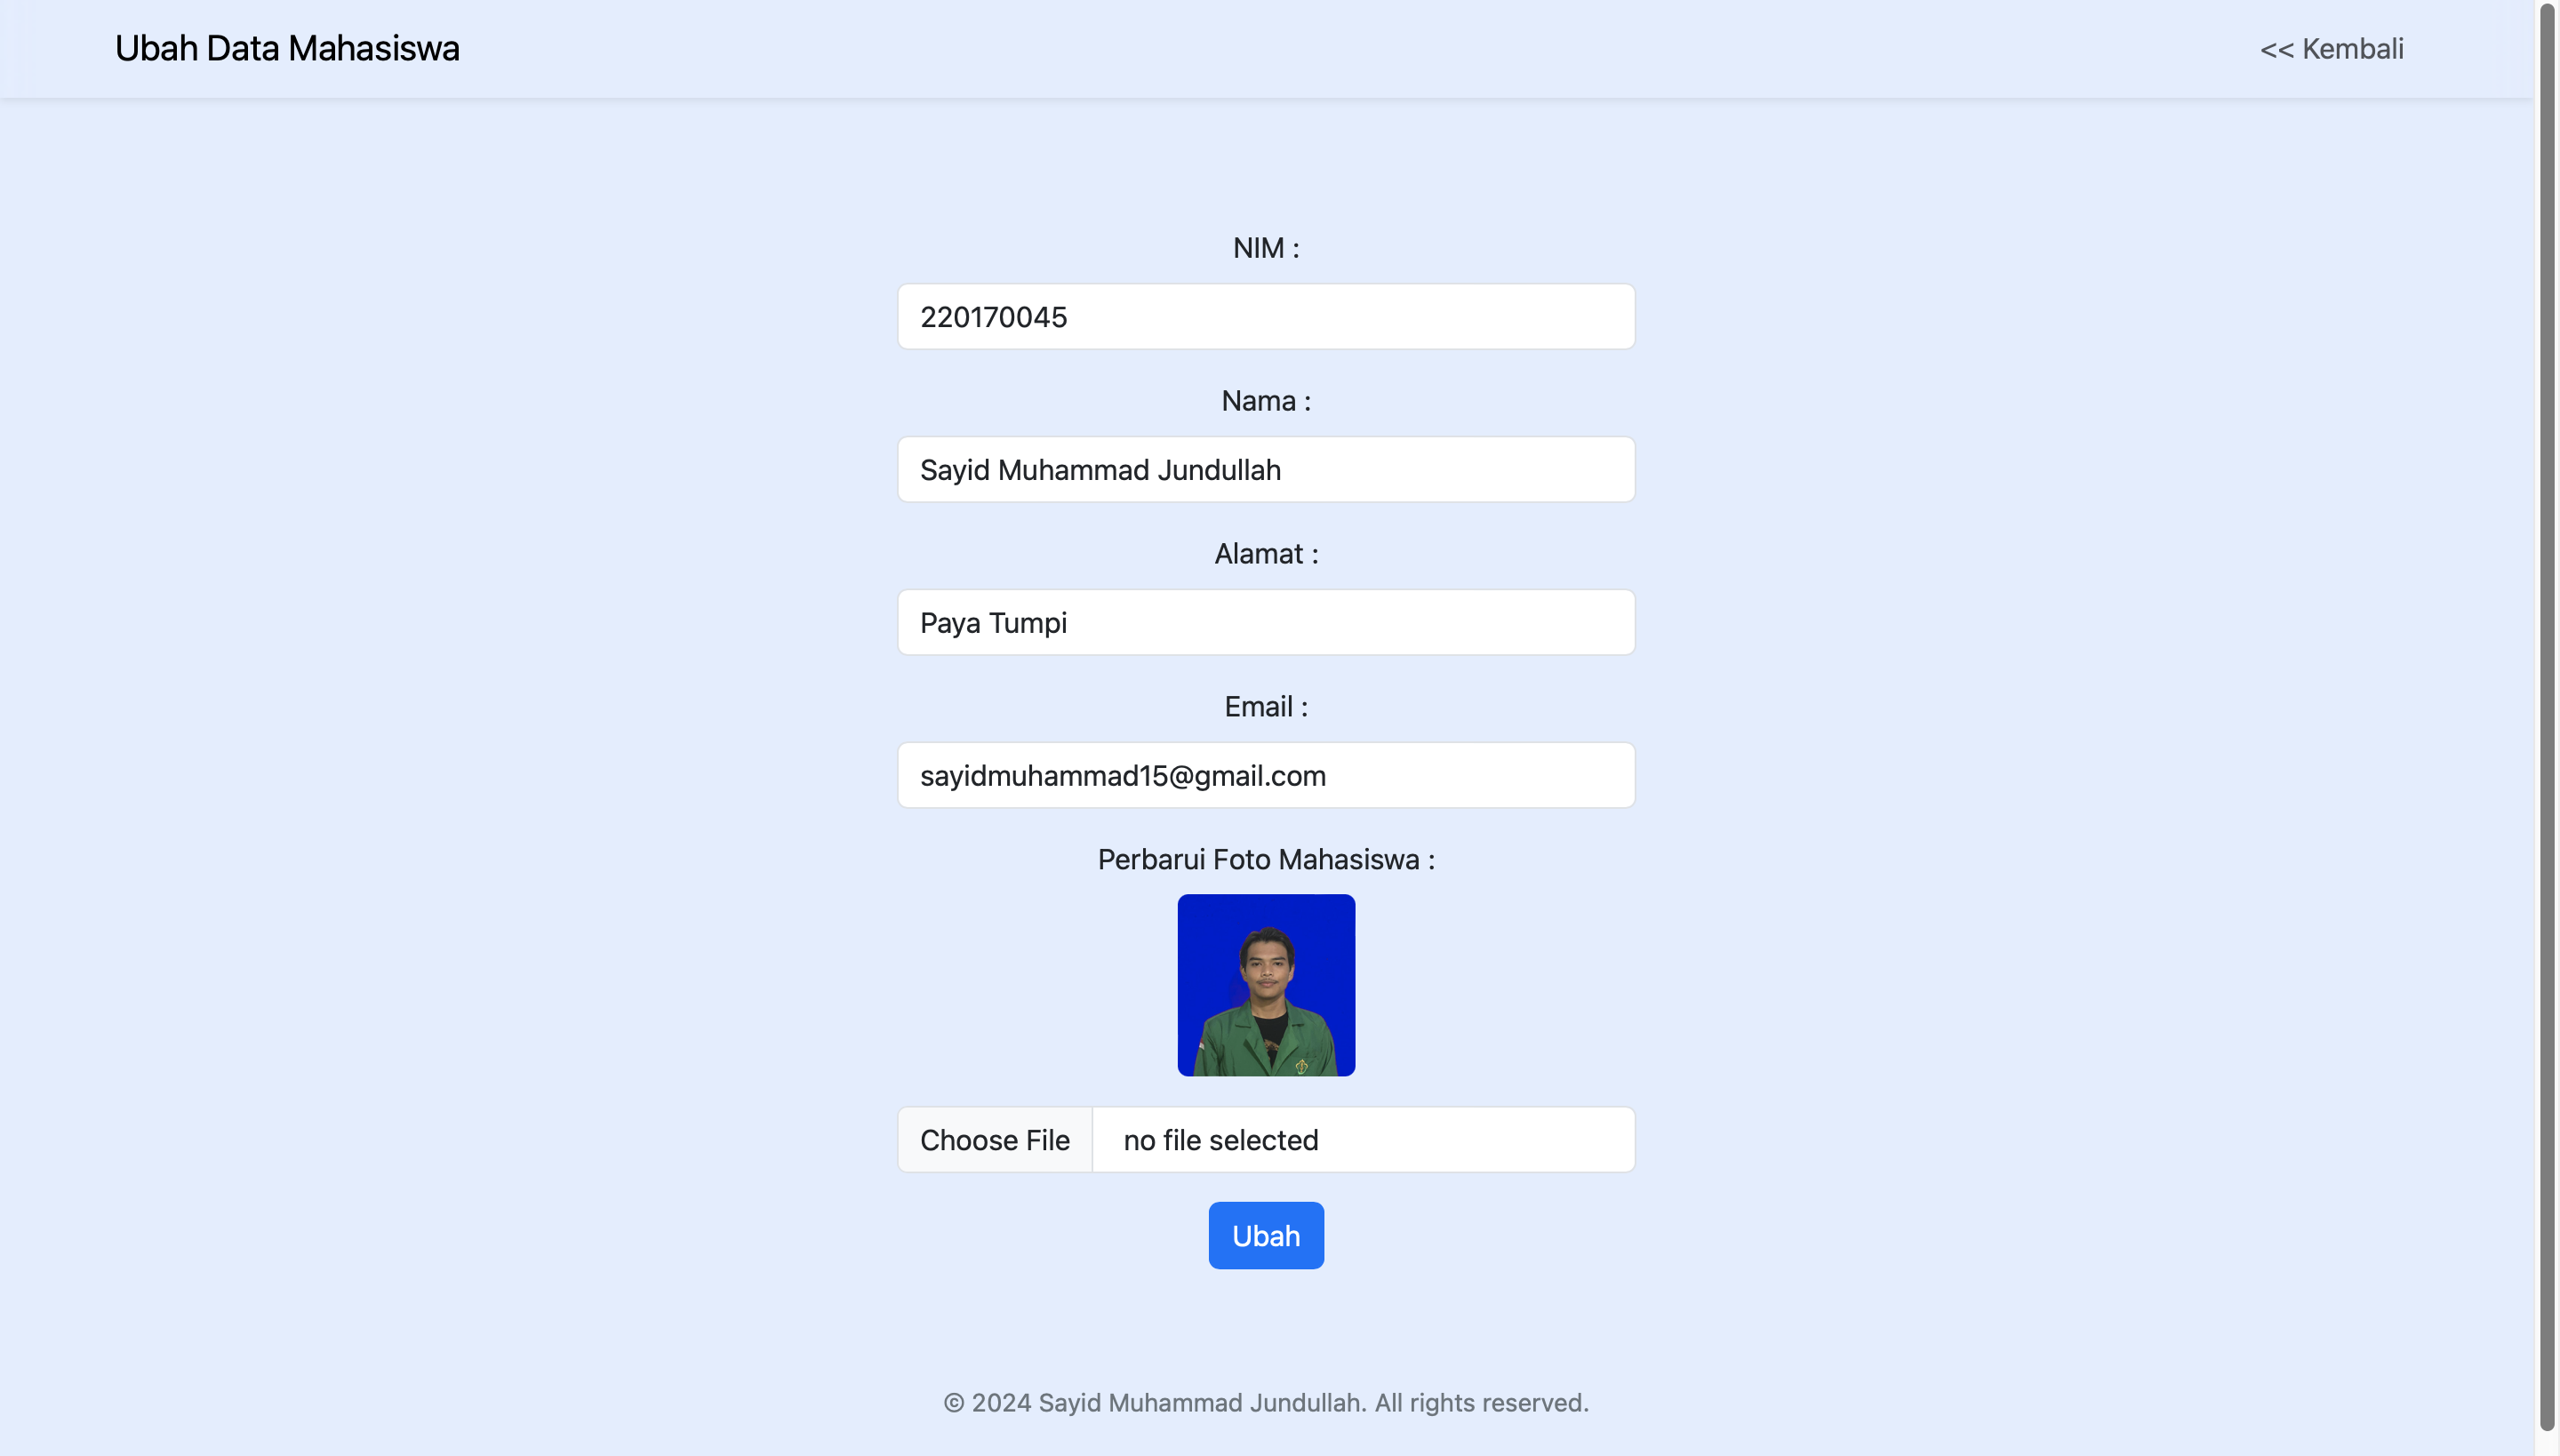 Ubah Data Mahasiswa
<< Kembali
NIM :
220170045
Nama :
Sayid Muhammad Jundullah
Alamat :
Paya Tumpi
Email :
sayidmuhammad15@gmail.com
Perbarui Foto Mahasiswa :
Choose File no file selected
Ubah
© 2024 Sayid Muhammad Jundullah. All rights reserved.